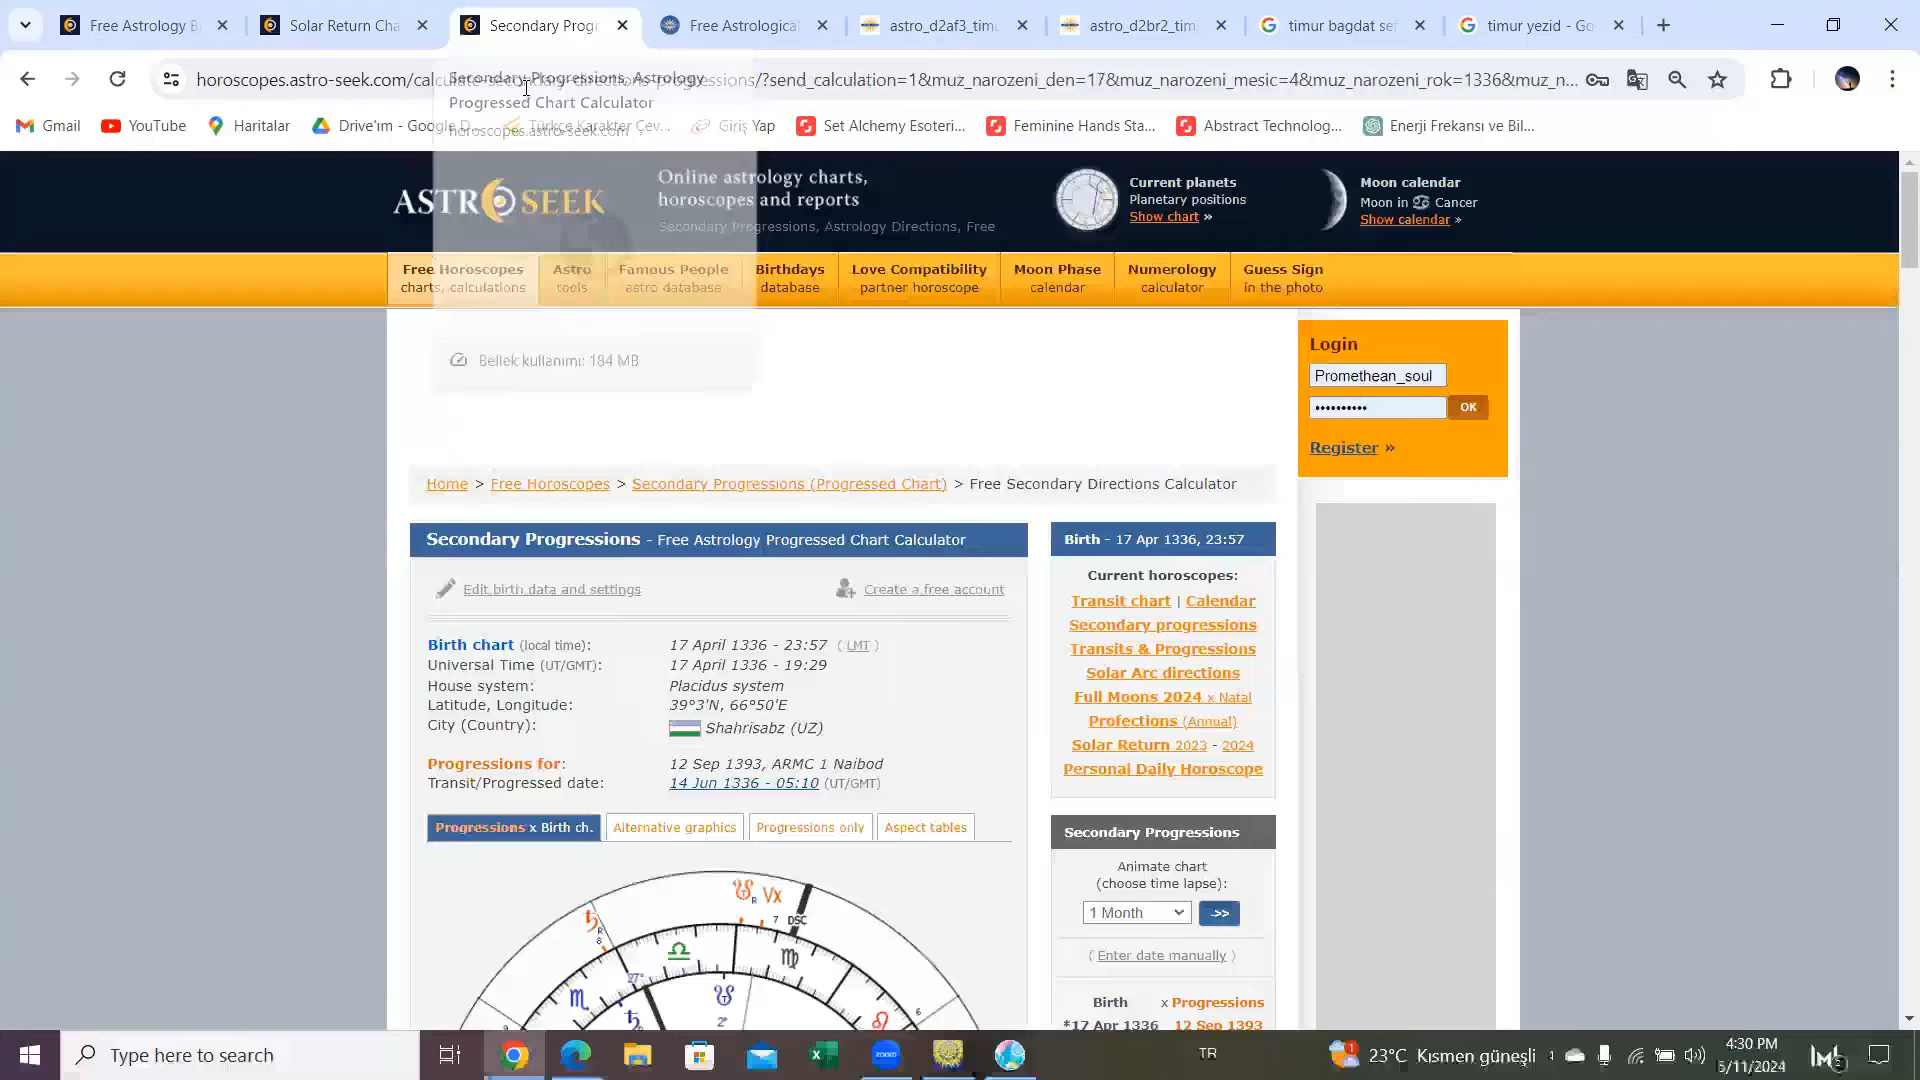 Free Astrology B
Solar Return Cha
Secondary Progr
Free Astrological
astro_d2af3_timu
astro_d2br2_tim
timur bagdat sef
timur yezid - Go
horoscopes.astro-seek.com/calculate-secondary-directions-progressions/?send_calculation=1&muz_narozeni_den=17&muz_narozeni_mesic=4&muz_narozeni_rok=1336&muz_n...
Secondary Progressions, Astrology
Progressed Chart Calculator
horoscopes.astro-seek.com
Gmail
YouTube
Haritalar
Drive'ım - Google D...
Türkçe Karakter Çev...
Giriş Yap
Set Alchemy Esoteri...
Feminine Hands Sta...
Abstract Technolog...
Enerji Frekansı ve Bil...
ASTRO SEEK
Online astrology charts,
horoscopes and reports
Secondary Progressions, Astrology Directions, Free
Current planets
Planetary positions
Show chart »
Moon calendar
Moon in ♋ Cancer
Show calendar »
Free Horoscopes
charts, calculations
Astro
tools
Famous People
astro database
Birthdays
database
Love Compatibility
partner horoscope
Moon Phase
calendar
Numerology
calculator
Guess Sign
in the photo
Bellek kullanımı: 184 MB
Login
Promethean_soul
••••••••••
OK
Register »
Home > Free Horoscopes > Secondary Progressions (Progressed Chart) > Free Secondary Directions Calculator
Secondary Progressions - Free Astrology Progressed Chart Calculator
Edit birth data and settings
Create a free account
Birth chart (local time): 17 April 1336 - 23:57 ( LMT )
Universal Time (UT/GMT): 17 April 1336 - 19:29
House system: Placidus system
Latitude, Longitude: 39°3'N, 66°50'E
City (Country): Shahrisabz (UZ)
Progressions for: 12 Sep 1393, ARMC 1 Naibod
Transit/Progressed date: 14 Jun 1336 - 05:10 (UT/GMT)
Progressions x Birth ch.
Alternative graphics
Progressions only
Aspect tables
R
Vx
7
DSC
R
8
27°
2°
6
9
Birth - 17 Apr 1336, 23:57
Current horoscopes:
Transit chart | Calendar
Secondary progressions
Transits & Progressions
Solar Arc directions
Full Moons 2024 x Natal
Profections (Annual)
Solar Return 2023 - 2024
Personal Daily Horoscope
Secondary Progressions
Animate chart
(choose time lapse):
1 Month
->>
( Enter date manually )
Birth x Progressions
*17 Apr 1336 12 Sep 1393
Type here to search
zoom
TR
23°C Kısmen güneşli
4:30 PM
5/11/2024